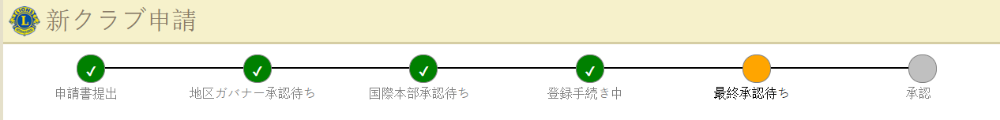 新クラブ申請
申請書提出
地区ガバナー承認待ち
国際本部承認待ち
登録手続き中
最終承認待ち
承認